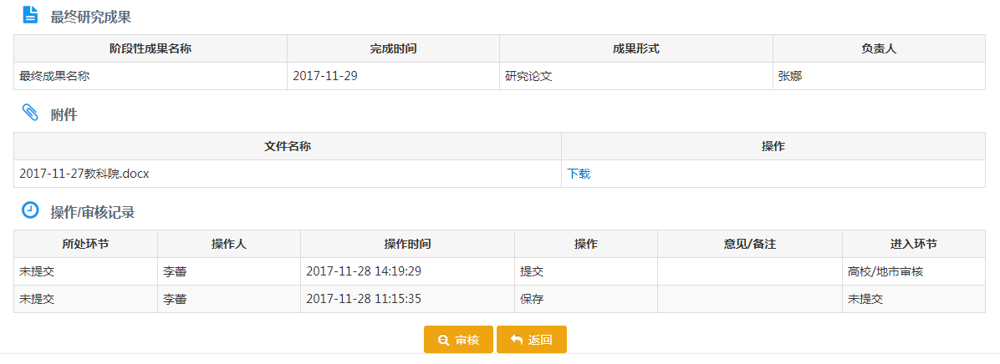 最终研究成果
阶段性成果名称 完成时间 成果形式 负责人
最终成果名称 2017-11-29 研究论文 张娜
附件
文件名称 操作
2017-11-27教科院.docx 下载
操作/审核记录
所处环节 操作人 操作时间 操作 意见/备注 进入环节
未提交 李蕾 2017-11-28 14:19:29 提交 高校/地市审核
未提交 李蕾 2017-11-28 11:15:35 保存 未提交
审核 返回